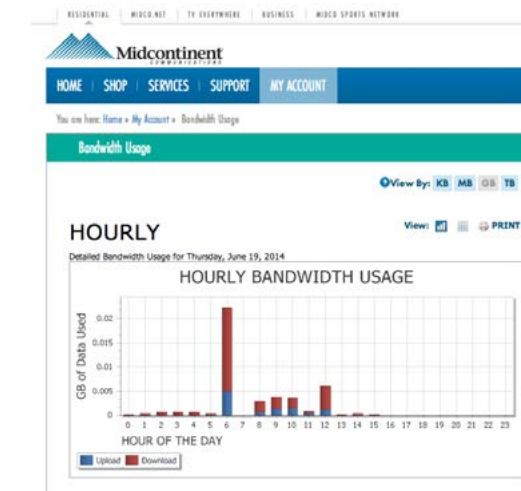 RESIDENTIAL MIDCO.NET TV EVERYWHERE BUSINESS MIDCO SPORTS NETWORK
Midcontinent
COMMUNICATIONS
HOME SHOP SERVICES SUPPORT MY ACCOUNT
You are here: Home » My Account » Bandwidth Usage
Bandwidth Usage
View By: KB MB GB TB
HOURLY
View: PRINT
Detailed Bandwidth Usage for Thursday, June 19, 2014
HOURLY BANDWIDTH USAGE
GB of Data Used
0.02
0.015
0.01
0.005
0
0 1 2 3 4 5 6 7 8 9 10 11 12 13 14 15 16 17 18 19 20 21 22 23
HOUR OF THE DAY
Upload Download